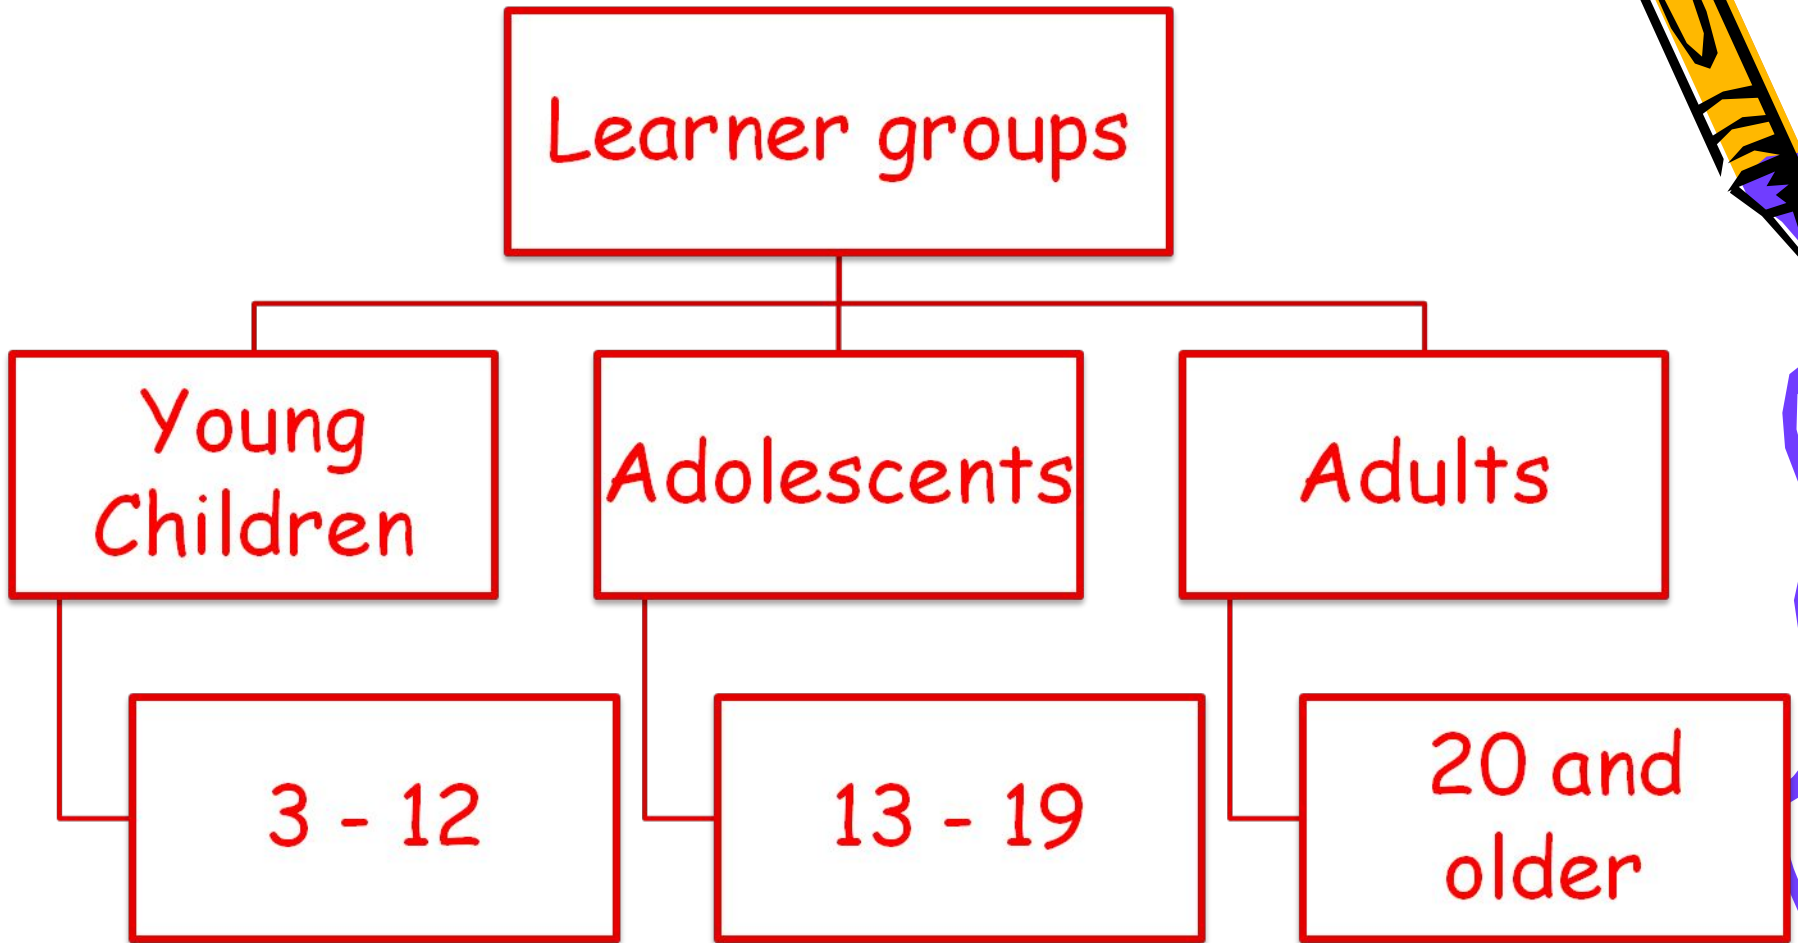 Learner groups
Young
Children
Adolescents
Adults
3 - 12
13 - 19
20 and
older